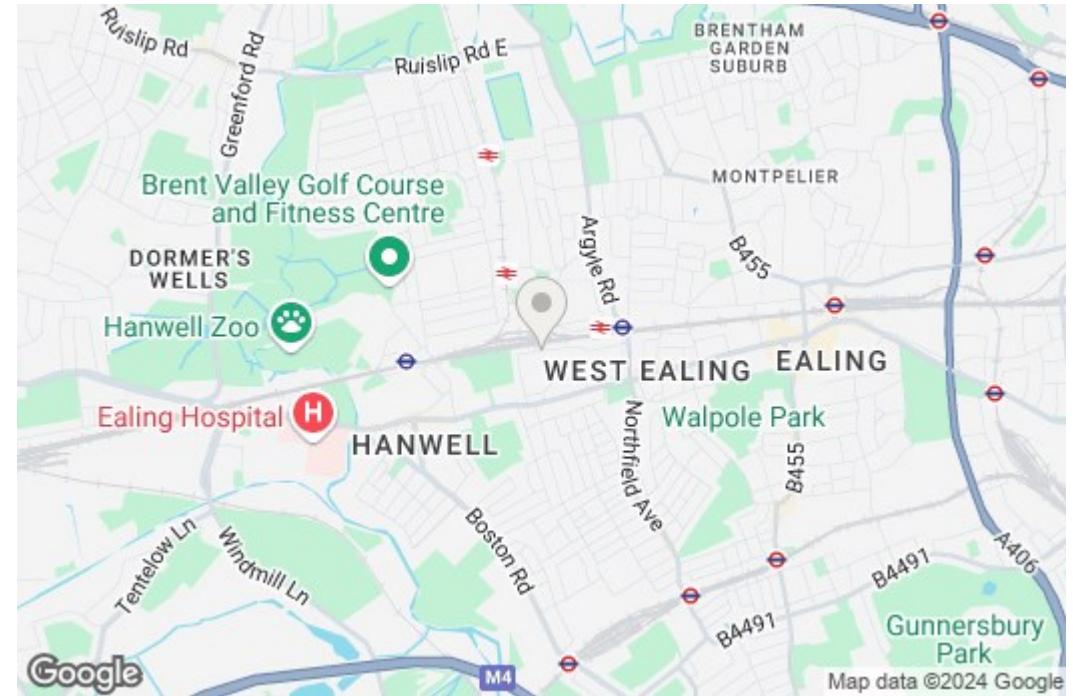 Ruislip Rd
Greenford Rd
Ruislip Rd E
BRENTHAM
GARDEN
SUBURB
Brent Valley Golf Course
and Fitness Centre
MONTPELIER
DORMER'S
WELLS
Argyle Rd
B455
Hanwell Zoo
WEST EALING
EALING
Ealing Hospital
H
Walpole Park
HANWELL
Northfield Ave
B455
Boston Rd
Tentelow Ln
Windmill Ln
A406
B4491
B4491
Gunnersbury
Park
Google
M4
Map data ©2024 Google